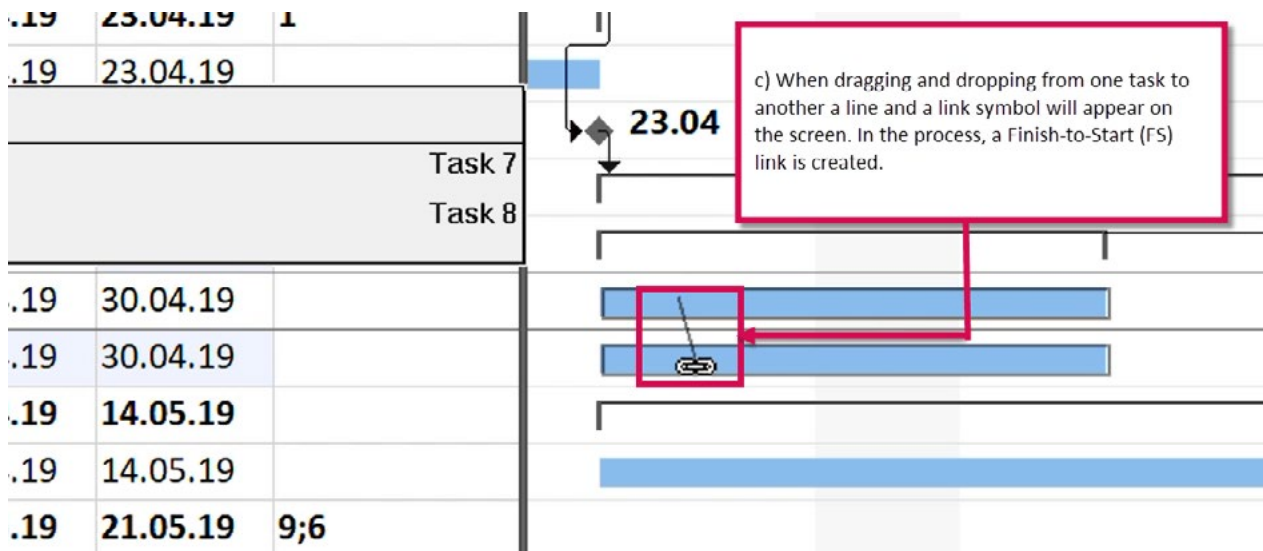 .19 23.04.19 1
.19 23.04.19
23.04
c) When dragging and dropping from one task to
another a line and a link symbol will appear on
the screen. In the process, a Finish-to-Start (FS)
link is created.
Task 7
Task 8
.19 30.04.19
.19 30.04.19
.19 14.05.19
.19 14.05.19
.19 21.05.19 9;6